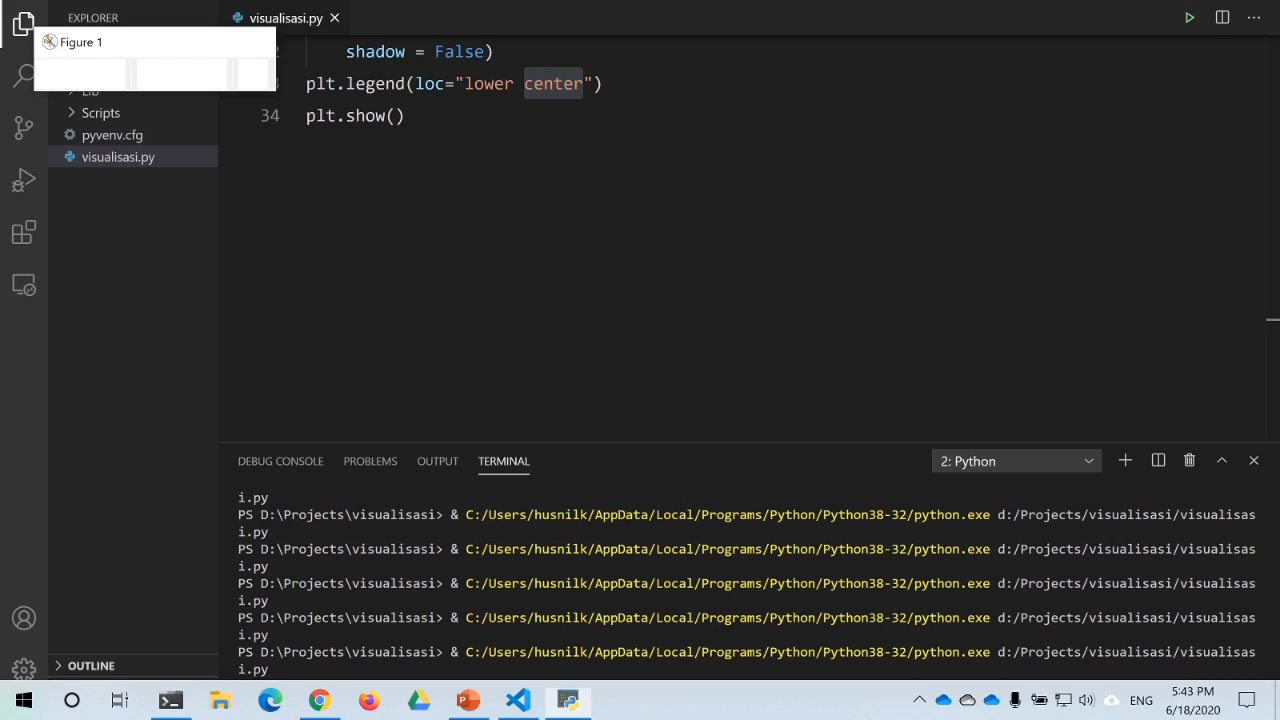 EXPLORER
visualisasi.py
Figure 1
shadow = False)
plt.legend(loc="lower center")
34 plt.show()
Lib
Scripts
pyvenv.cfg
visualisasi.py
OUTLINE
DEBUG CONSOLE PROBLEMS OUTPUT TERMINAL
2: Python
i.py
PS D:\Projects\visualisasi> & C:/Users/husnilk/AppData/Local/Programs/Python/Python38-32/python.exe d:/Projects/visualisasi/visualisas
i.py
PS D:\Projects\visualisasi> & C:/Users/husnilk/AppData/Local/Programs/Python/Python38-32/python.exe d:/Projects/visualisasi/visualisas
i.py
PS D:\Projects\visualisasi> & C:/Users/husnilk/AppData/Local/Programs/Python/Python38-32/python.exe d:/Projects/visualisasi/visualisas
i.py
PS D:\Projects\visualisasi> & C:/Users/husnilk/AppData/Local/Programs/Python/Python38-32/python.exe d:/Projects/visualisasi/visualisas
i.py
PS D:\Projects\visualisasi> & C:/Users/husnilk/AppData/Local/Programs/Python/Python38-32/python.exe d:/Projects/visualisasi/visualisas
i.py
ENG
5:43 PM
6/18/2020